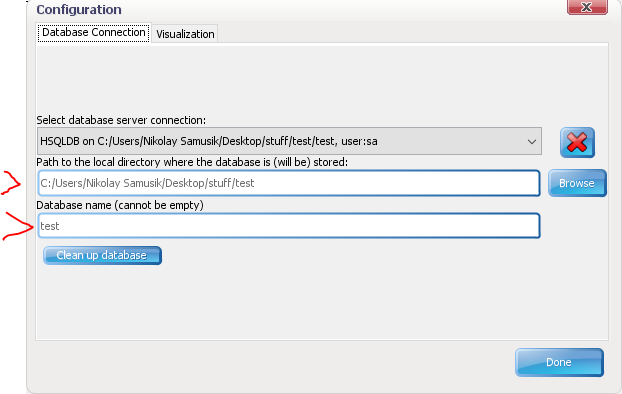 Configuration
Database Connection Visualization
Select database server connection:
HSQLDB on C:/Users/Nikolay Samusik/Desktop/stuff/test/test, user:sa
Path to the local directory where the database is (will be) stored:
C:/Users/Nikolay Samusik/Desktop/stuff/test Browse
Database name (cannot be empty)
test
Clean up database
Done